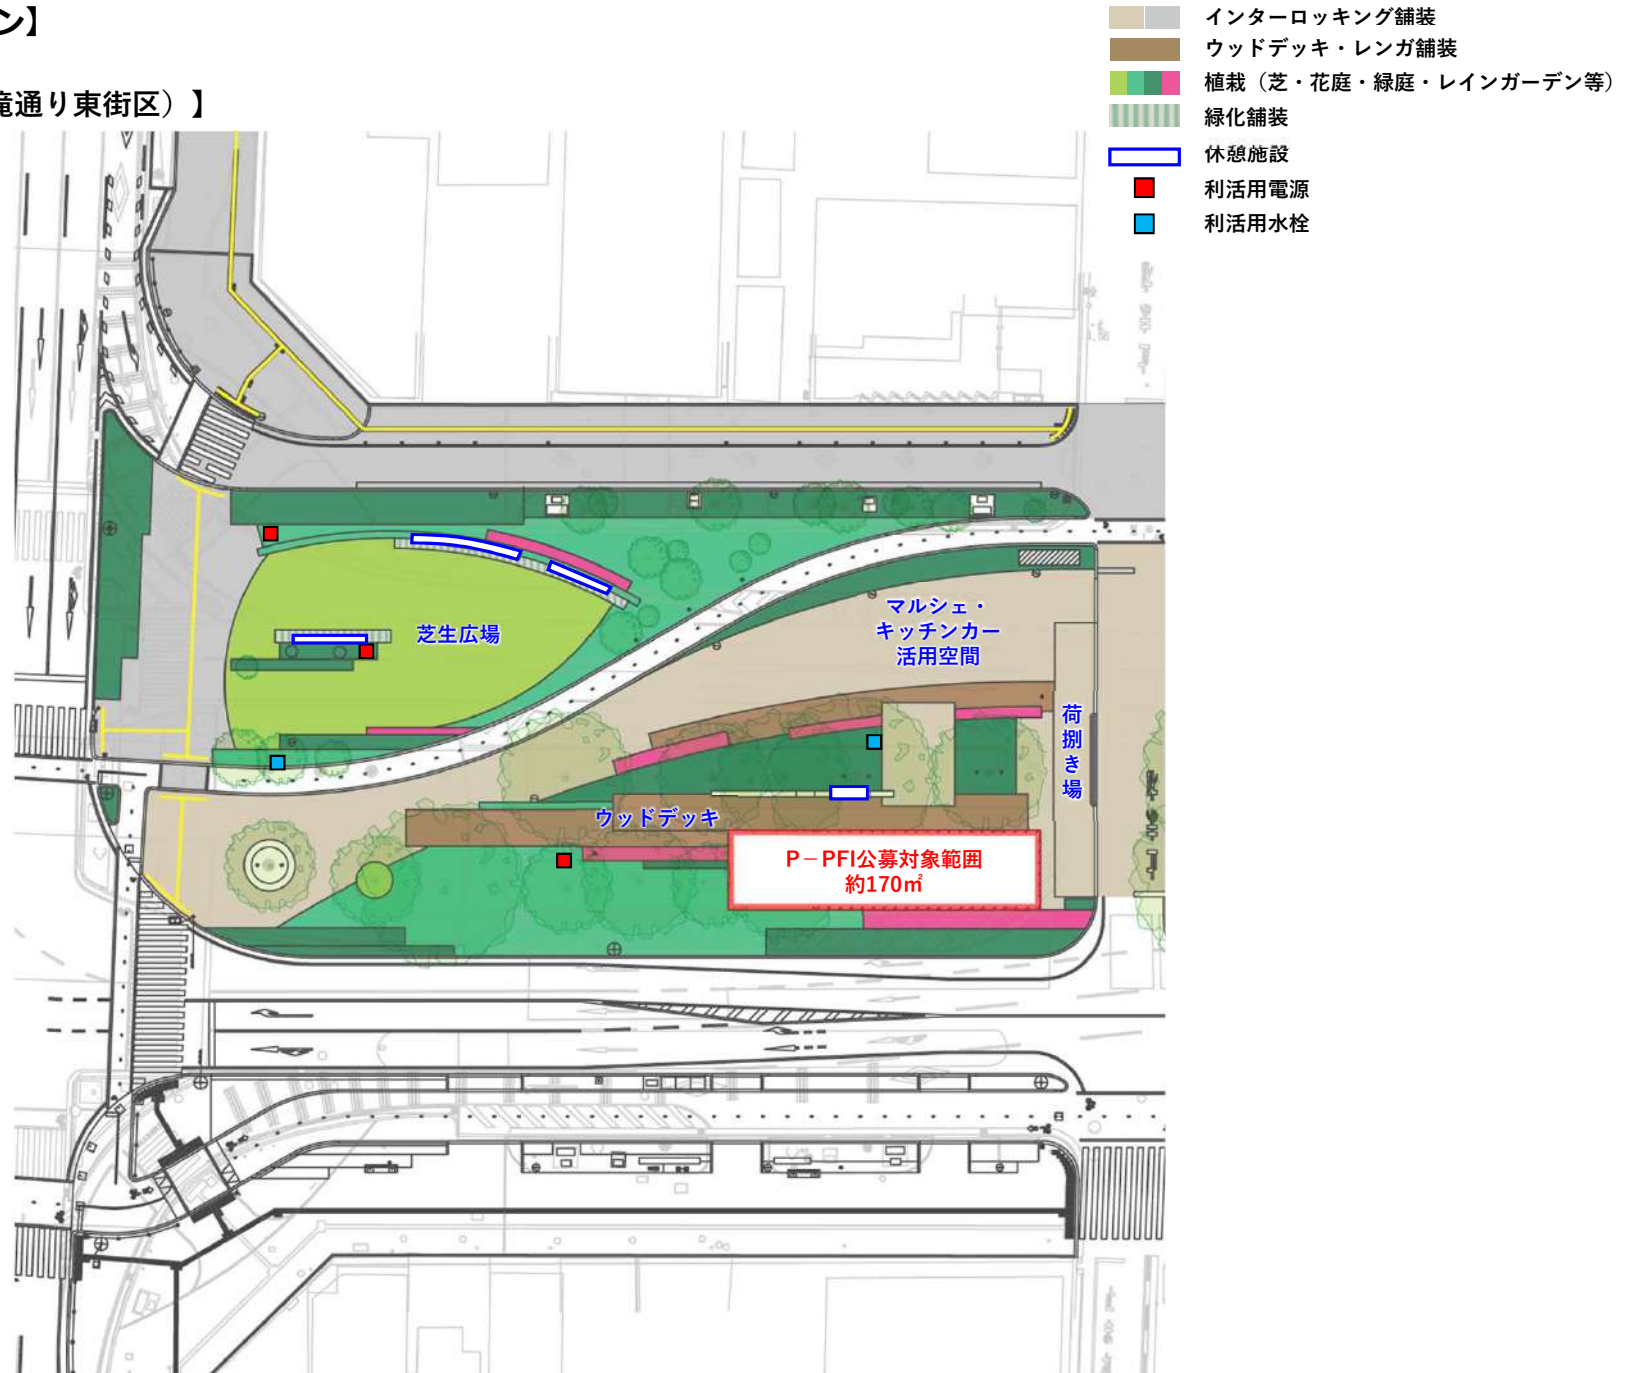 ン】
竜通り東街区）】
インターロッキング舗装
ウッドデッキ・レンガ舗装
植栽（芝・花庭・緑庭・レインガーデン等）
緑化舗装
休憩施設
利活用電源
利活用水栓
芝生広場
マルシェ・
キッチンカー
活用空間
荷捌き場
ウッドデッキ
P－PFI公募対象範囲
約170㎡